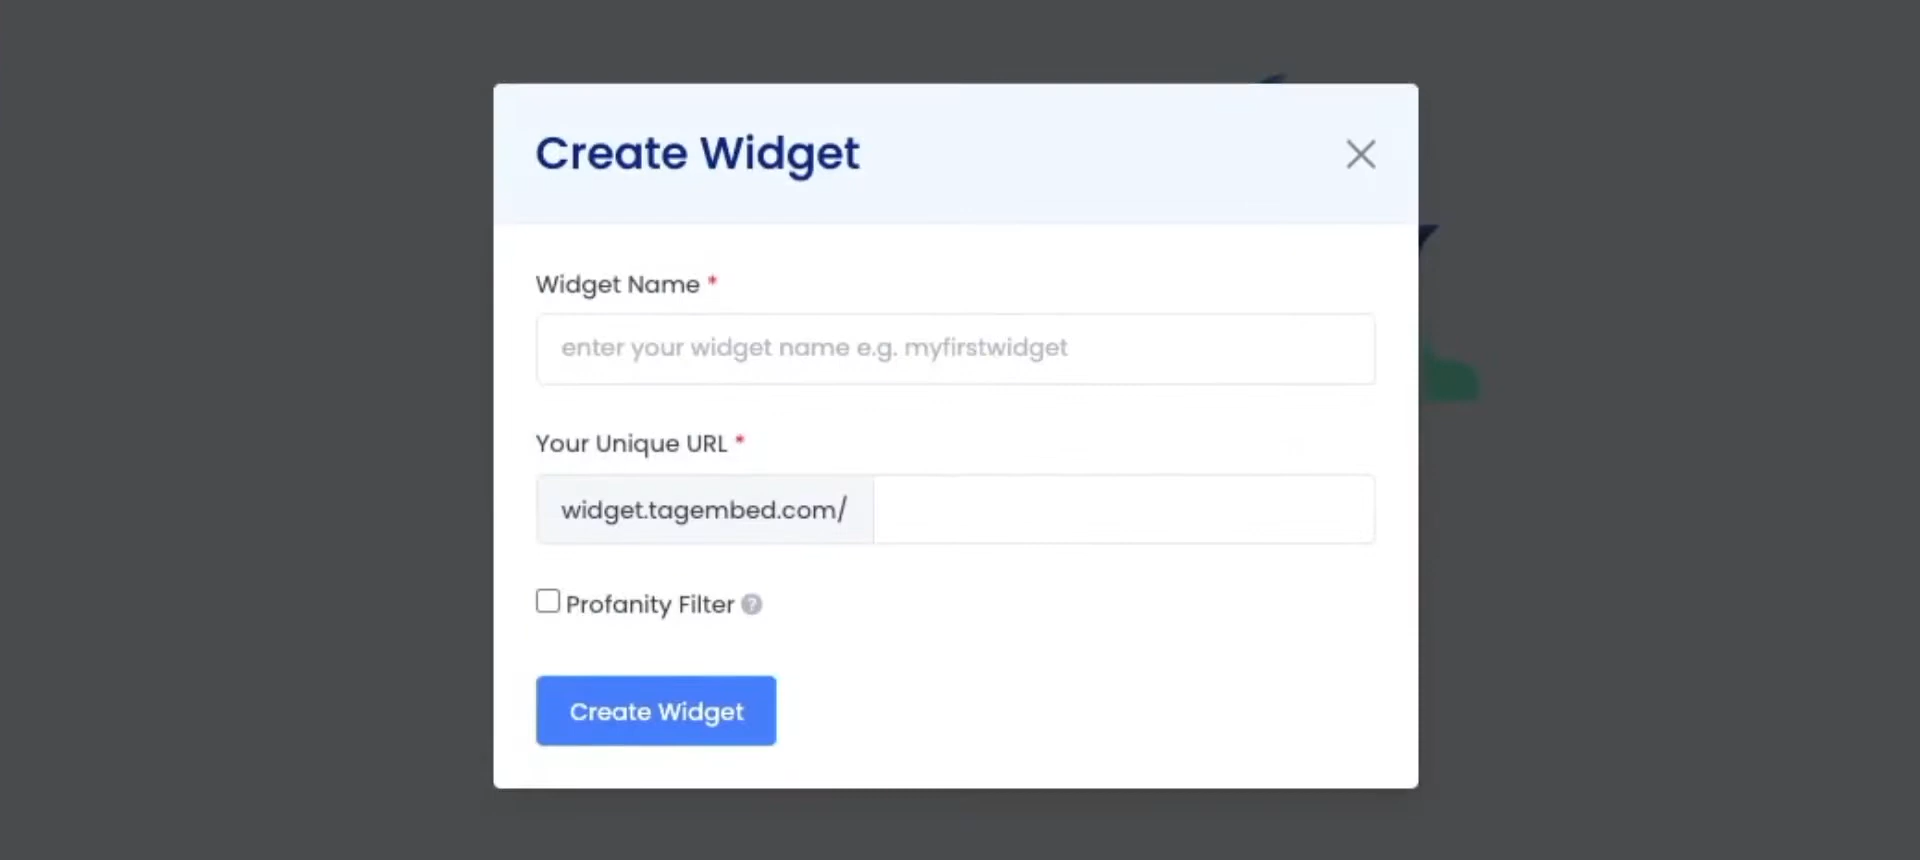 Create Widget
Widget Name *
enter your widget name e.g. myfirstwidget
Your Unique URL *
widget.tagembed.com/
Profanity Filter ?
Create Widget